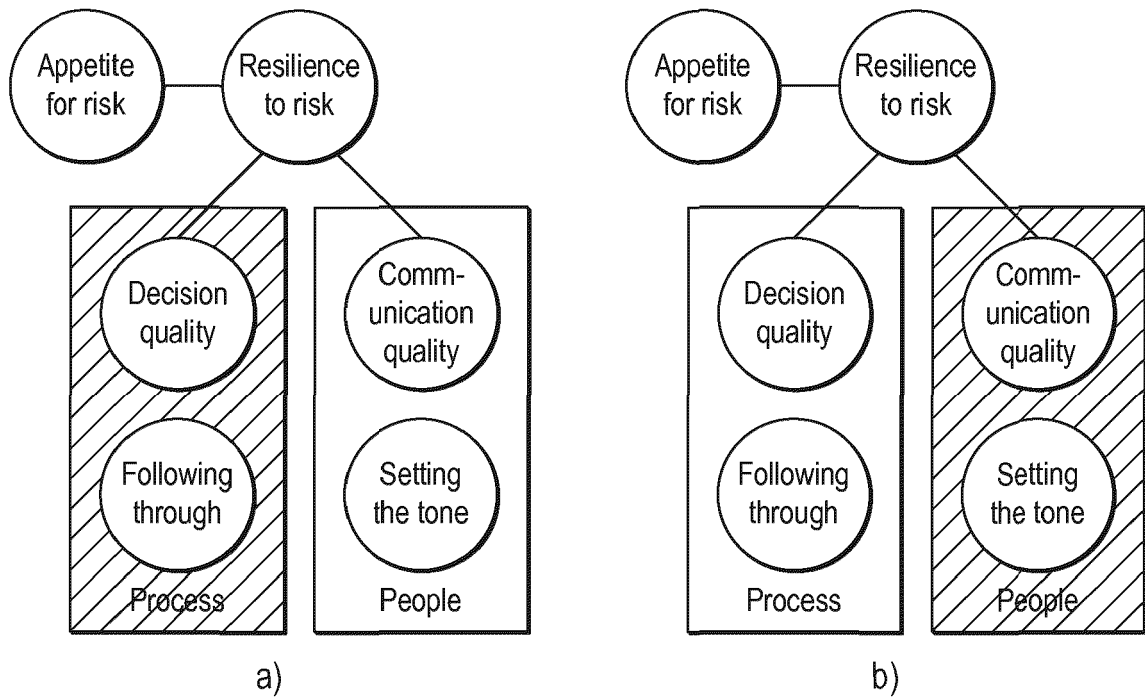 Appetite
for risk
Resilience
to risk
Decision
quality
Comm-
unication
quality
Following
through
Setting
the tone
Process
People
a)
Appetite
for risk
Resilience
to risk
Decision
quality
Comm-
unication
quality
Following
through
Setting
the tone
Process
People
b)